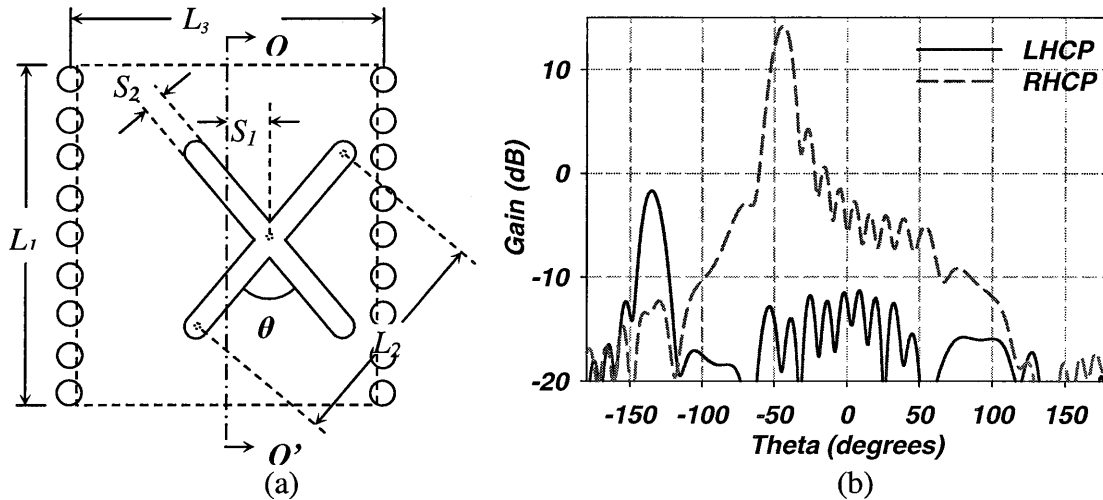 L3
O
S2
S1
L1
θ
L2
O'
(a)
LHCP
RHCP
10
0
-10
-20
Gain (dB)
-150 -100 -50 0 50 100 150
Theta (degrees)
(b)